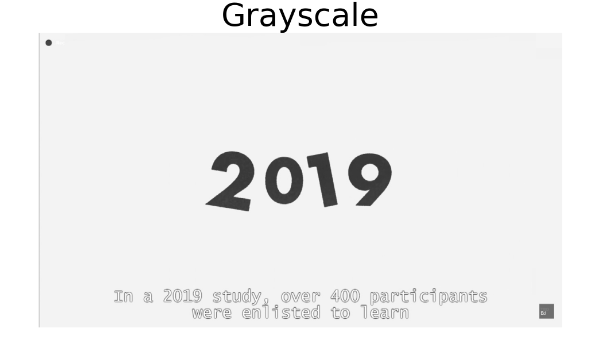 Grayscale
2019
In a 2019 study, over 400 participants
were enlisted to learn